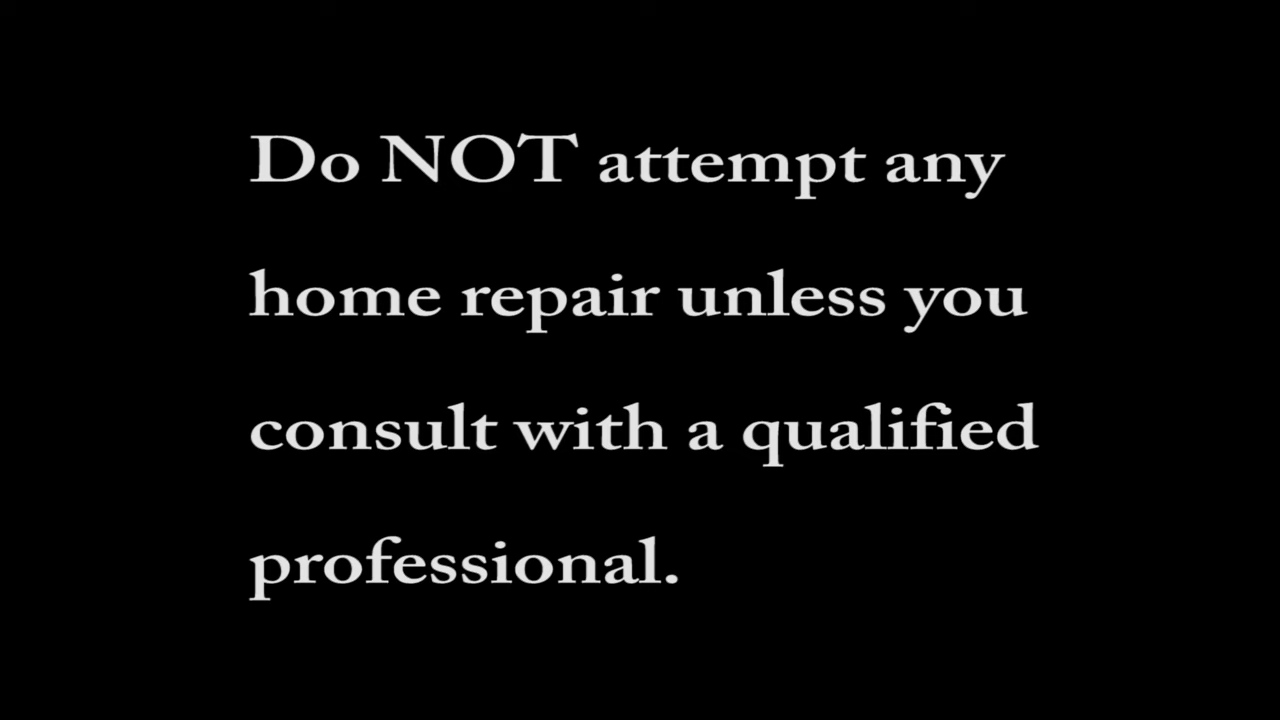 Do NOT attempt any
home repair unless you
consult with a qualified
professional.